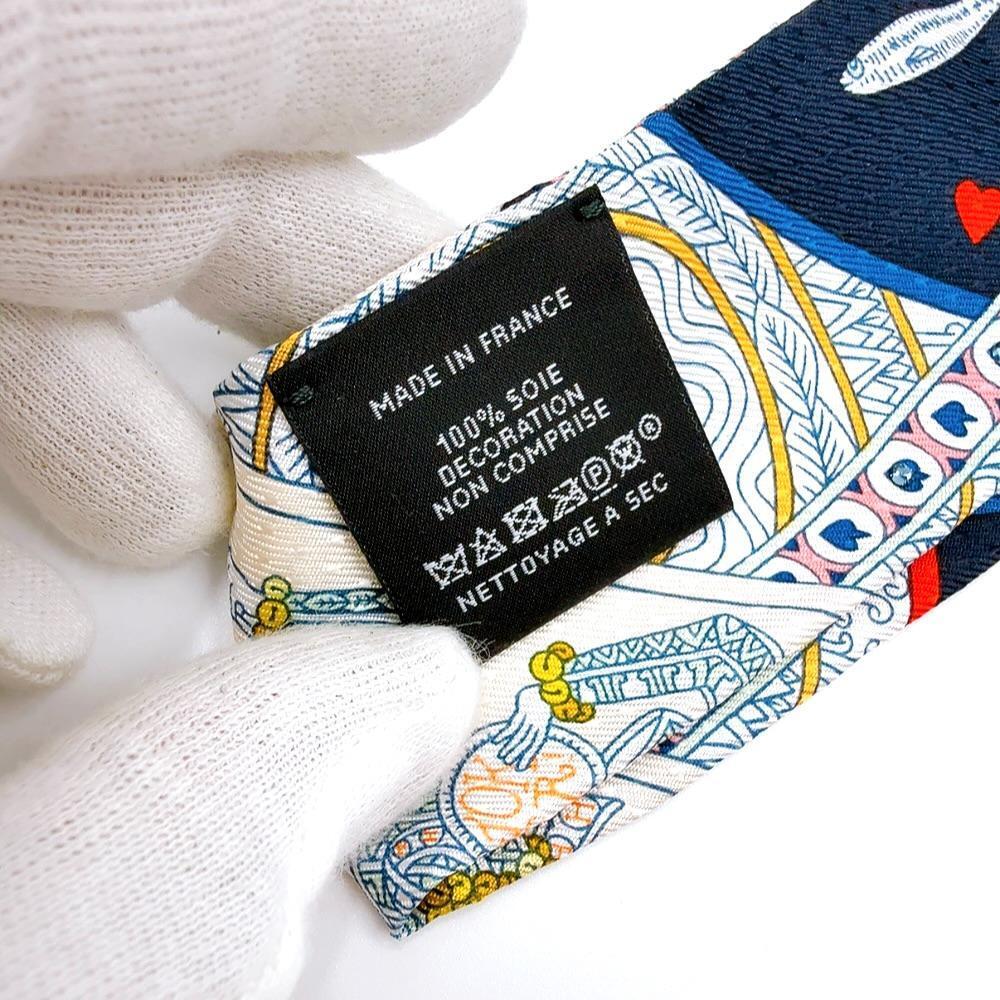 MADE IN FRANCE
100% SOIE
DECORATION
NON COMPRISE
P ®
NETTOYAGE A SEC